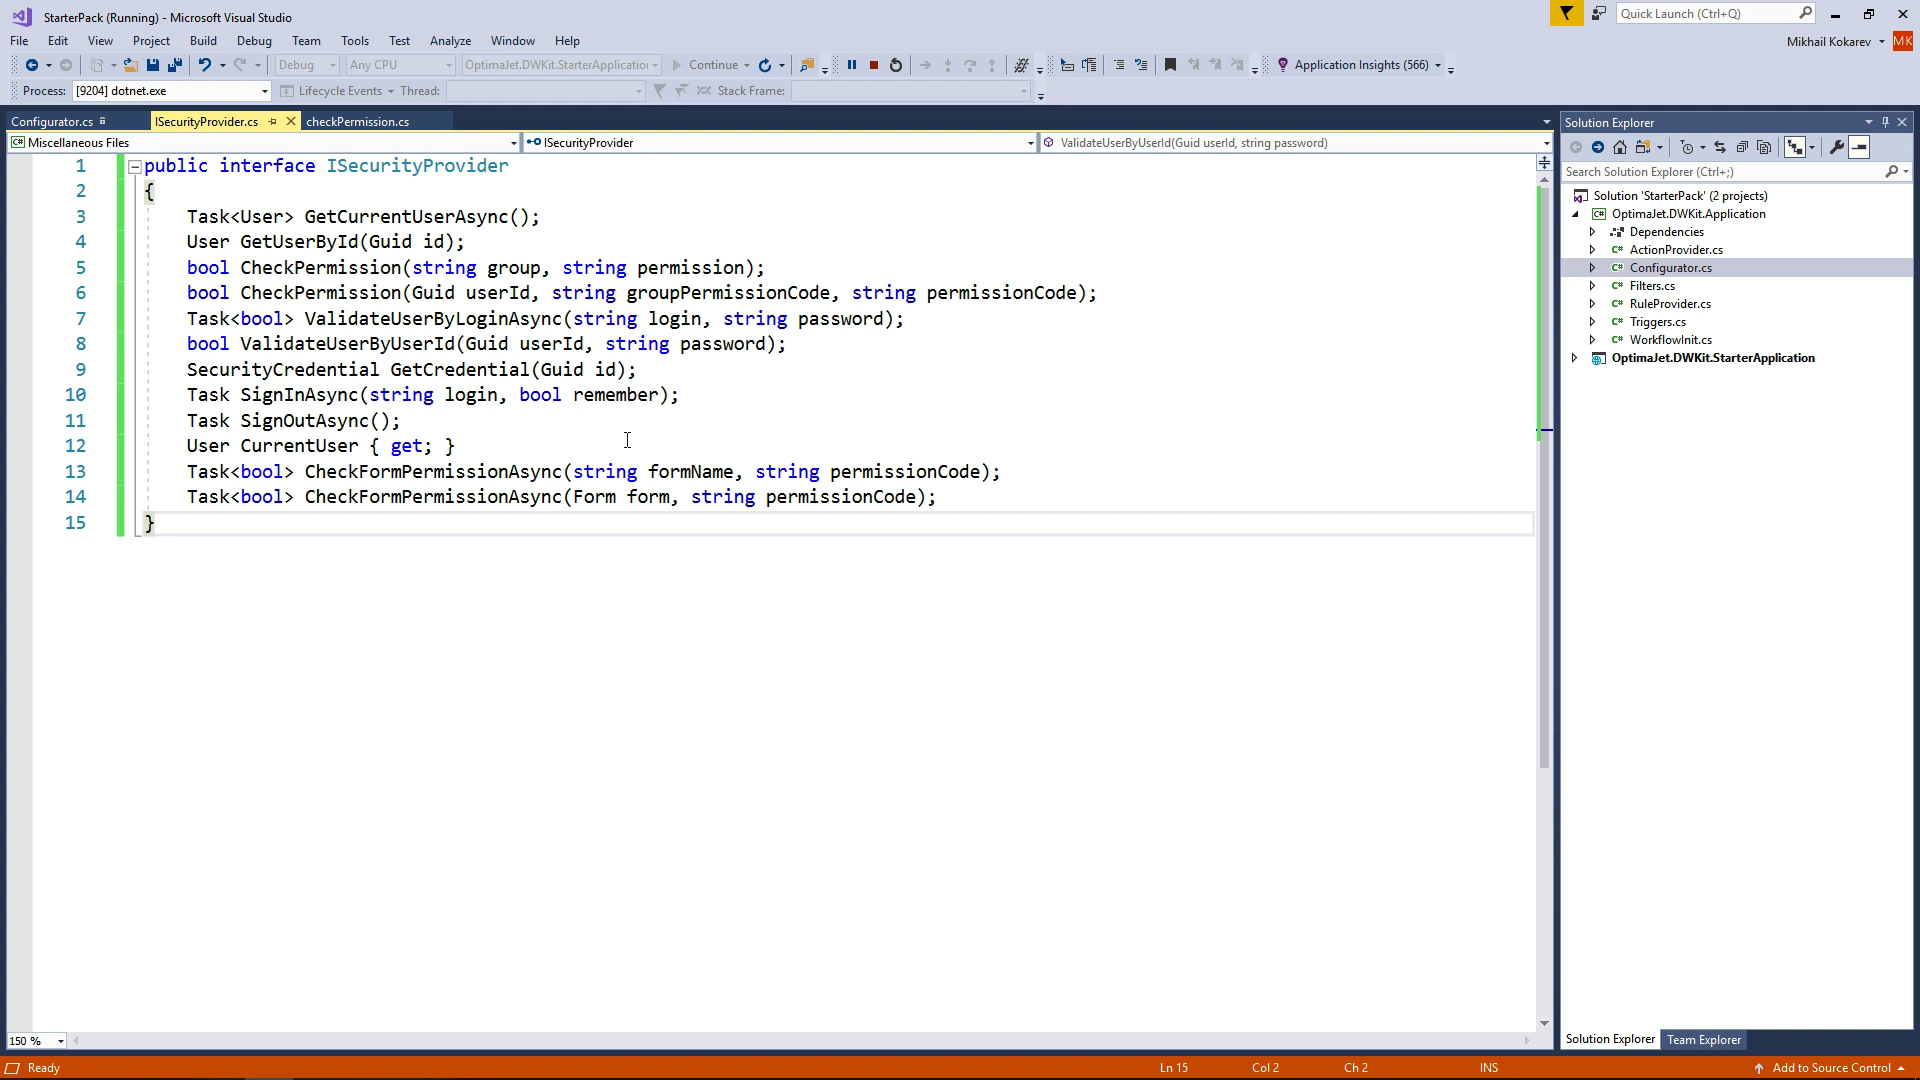 StarterPack (Running) - Microsoft Visual Studio
Quick Launch (Ctrl+Q)
File Edit View Project Build Debug Team Tools Test Analyze Window Help
Mikhail Kokarev MK
Debug Any CPU OptimaJet.DWKit.StarterApplication Continue Application Insights (566)
Process: [9204] dotnet.exe Lifecycle Events Thread: Stack Frame:
Configurator.cs ISecurityProvider.cs checkPermission.cs
C# Miscellaneous Files ISecurityProvider ValidateUserByUserId(Guid userId, string password)
1 public interface ISecurityProvider
2 {
3 Task<User> GetCurrentUserAsync();
4 User GetUserById(Guid id);
5 bool CheckPermission(string group, string permission);
6 bool CheckPermission(Guid userId, string groupPermissionCode, string permissionCode);
7 Task<bool> ValidateUserByLoginAsync(string login, string password);
8 bool ValidateUserByUserId(Guid userId, string password);
9 SecurityCredential GetCredential(Guid id);
10 Task SignInAsync(string login, bool remember);
11 Task SignOutAsync();
12 User CurrentUser { get; }
13 Task<bool> CheckFormPermissionAsync(string formName, string permissionCode);
14 Task<bool> CheckFormPermissionAsync(Form form, string permissionCode);
15 }
150 %
Solution Explorer
Search Solution Explorer (Ctrl+;)
Solution 'StarterPack' (2 projects)
C# OptimaJet.DWKit.Application
Dependencies
C# ActionProvider.cs
C# Configurator.cs
C# Filters.cs
C# RuleProvider.cs
C# Triggers.cs
C# WorkflowInit.cs
OptimaJet.DWKit.StarterApplication
Solution Explorer Team Explorer
Ready Ln 15 Col 2 Ch 2 INS Add to Source Control